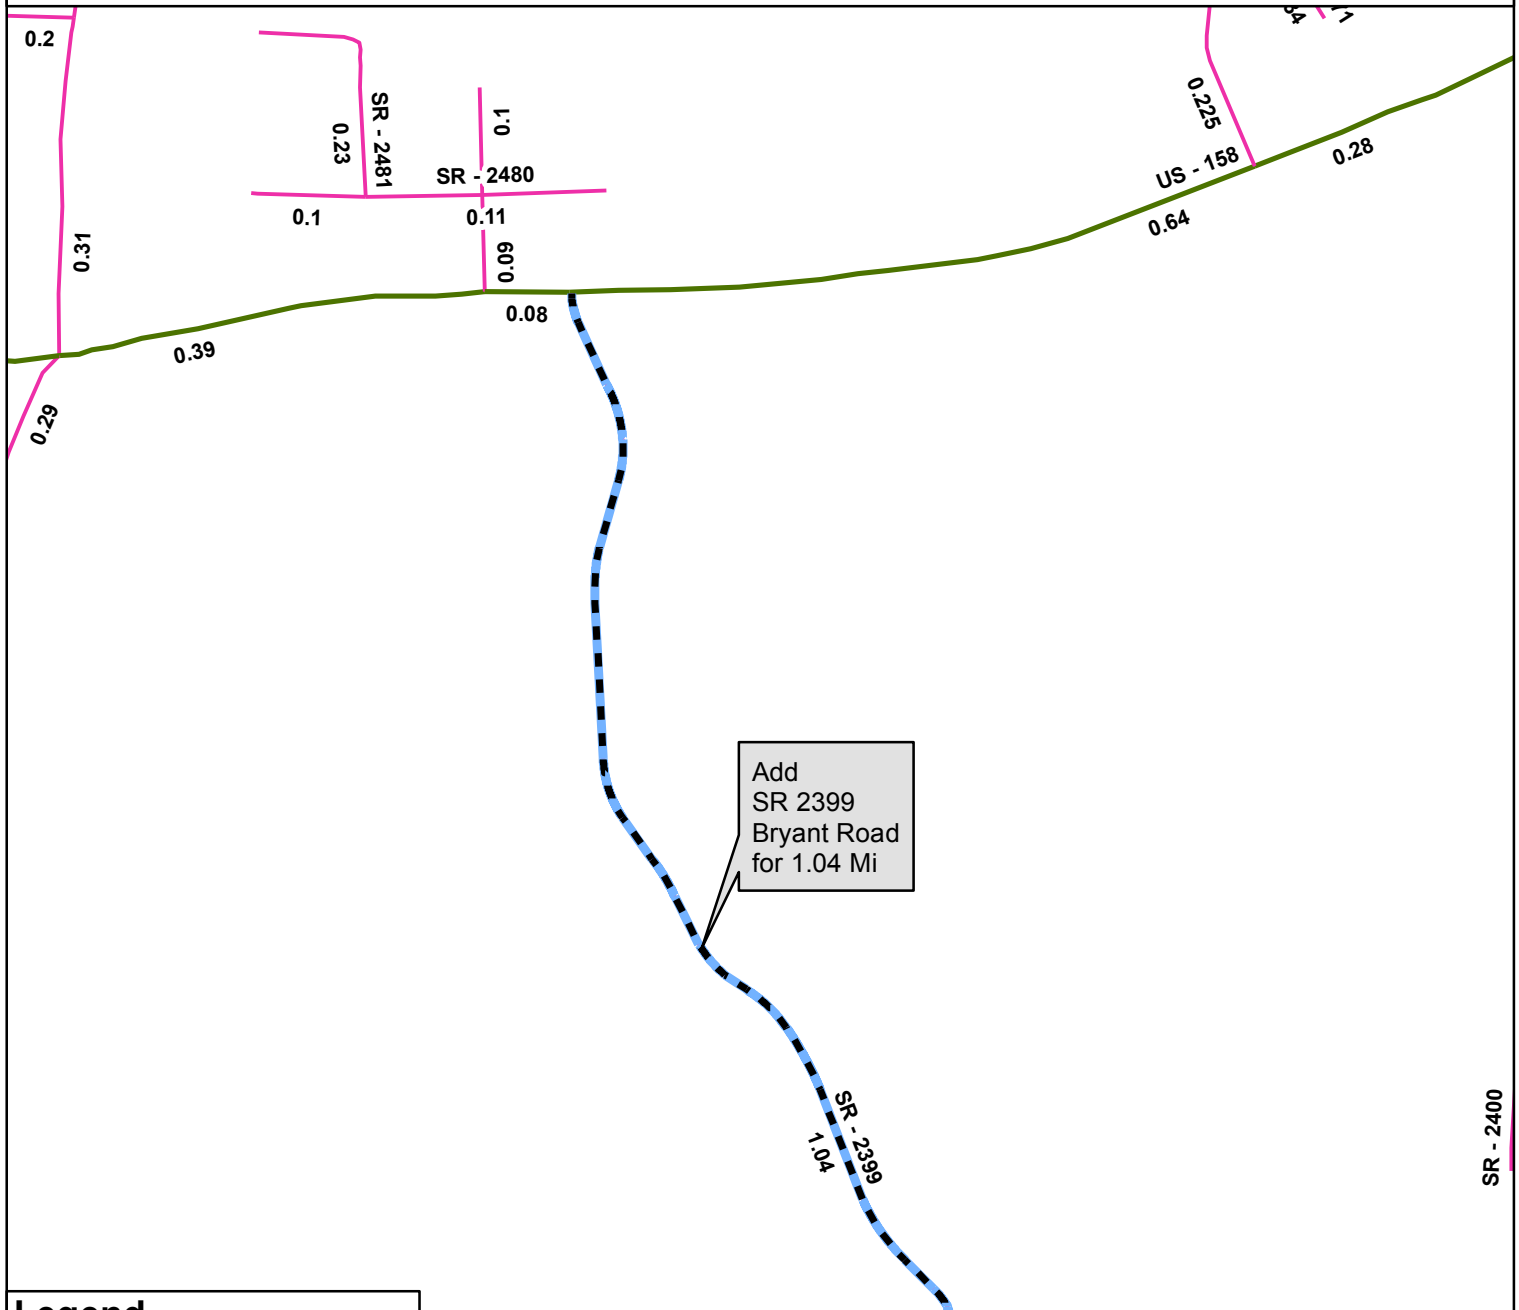 0.2
SR - 2481
0.23
0.1
SR - 2480
0.1
0.11
0.09
0.31
0.225
US - 158
0.28
0.64
0.08
0.39
0.29
Add
SR 2399
Bryant Road
for 1.04 Mi
SR - 2399
1.04
SR - 2400
Legend